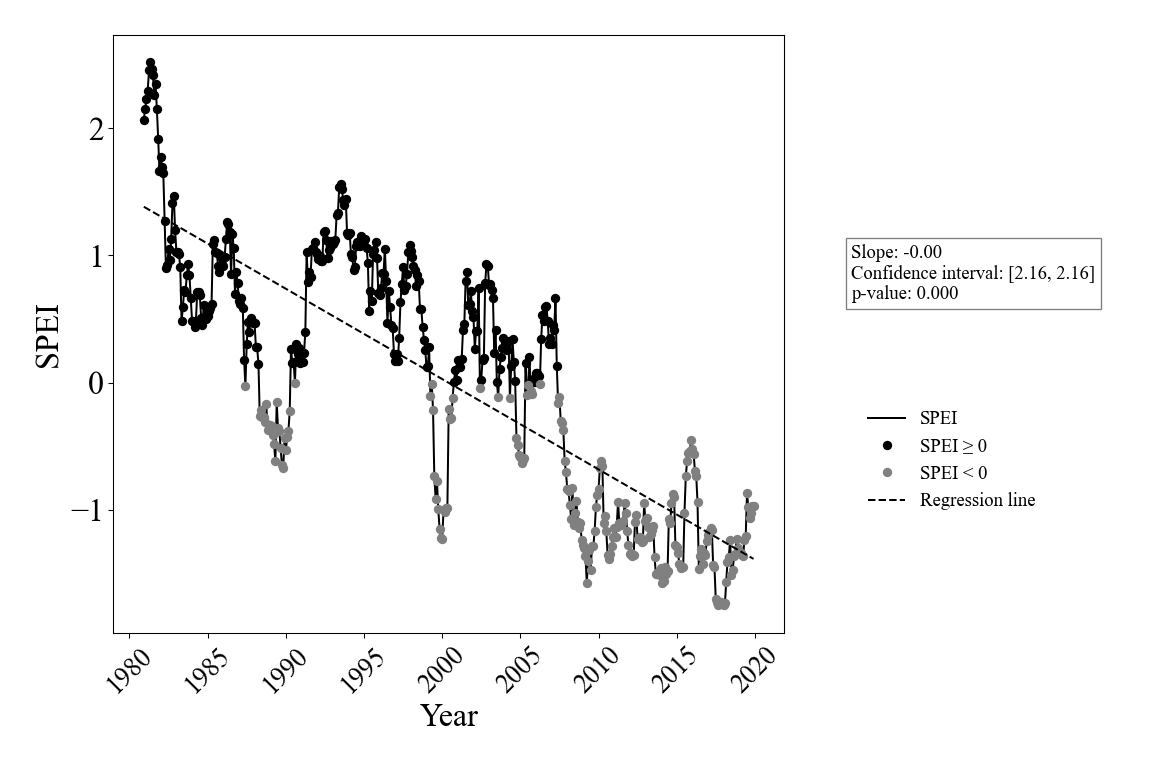 SPEI
2
1
0
−1
1980
1985
1990
1995
2000
2005
2010
2015
2020
Year
Slope: -0.00
Confidence interval: [2.16, 2.16]
p-value: 0.000
SPEI
SPEI ≥ 0
SPEI < 0
Regression line